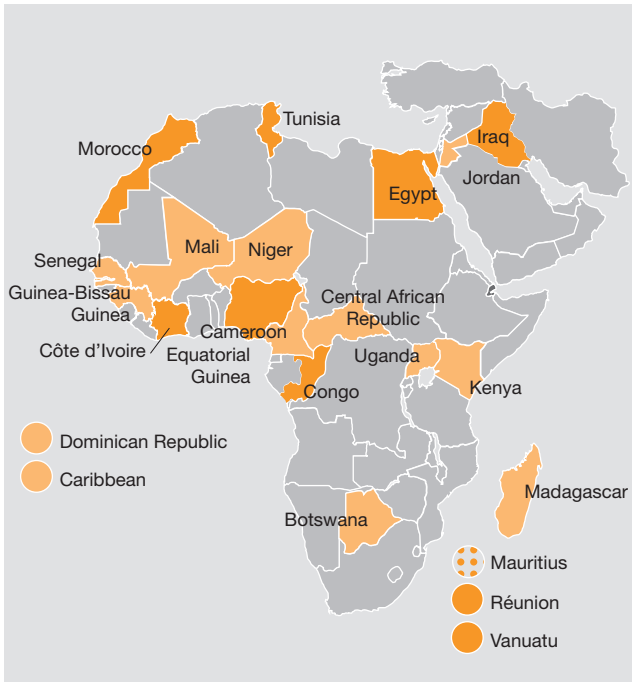 Tunisia
Morocco
Iraq
Jordan
Egypt
Mali
Niger
Senegal
Guinea-Bissau
Guinea
Central African
Republic
Cameroon
Côte d’Ivoire
Equatorial
Guinea
Uganda
Kenya
Congo
Dominican Republic
Caribbean
Madagascar
Botswana
Mauritius
Réunion
Vanuatu